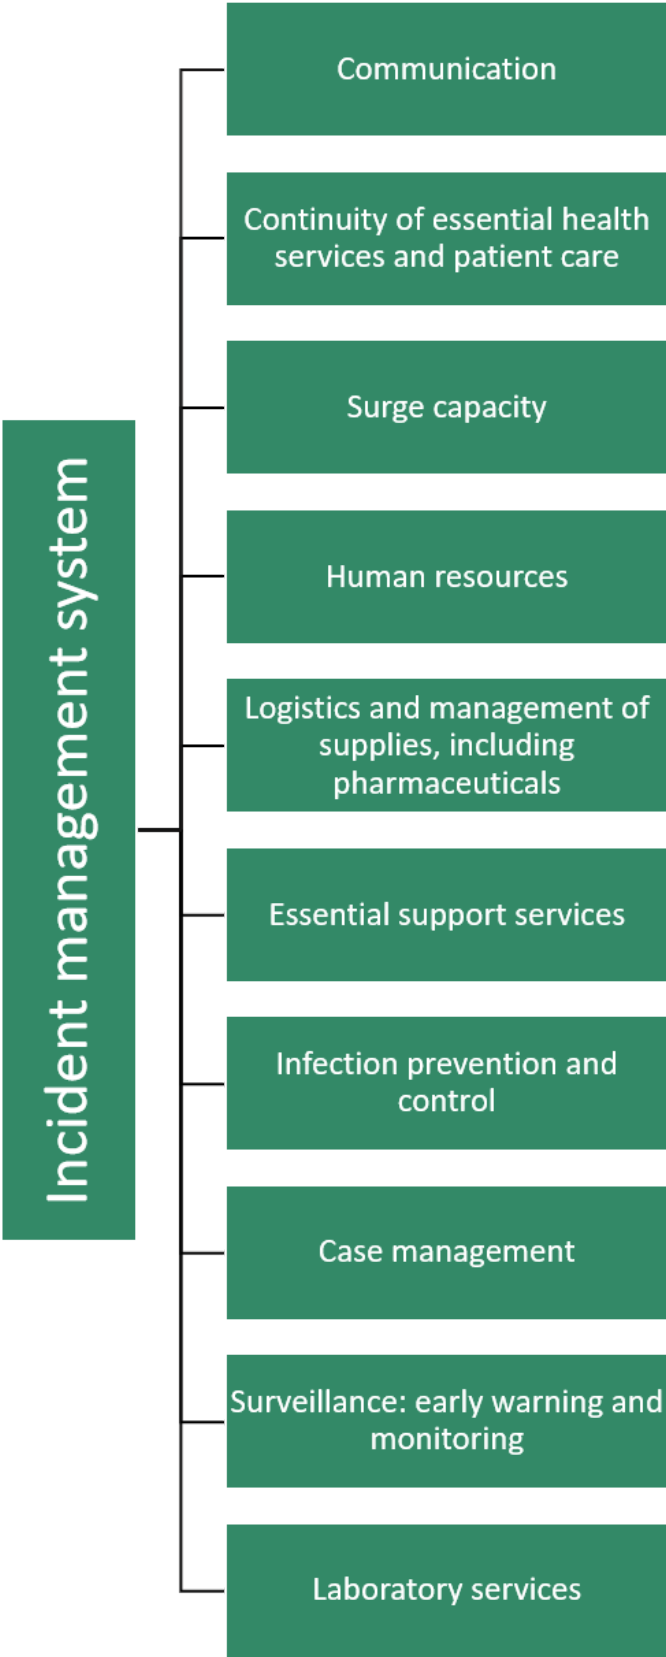 Incident management system
Communication
Continuity of essential health
services and patient care
Surge capacity
Human resources
Logistics and management of
supplies, including
pharmaceuticals
Essential support services
Infection prevention and
control
Case management
Surveillance: early warning and
monitoring
Laboratory services